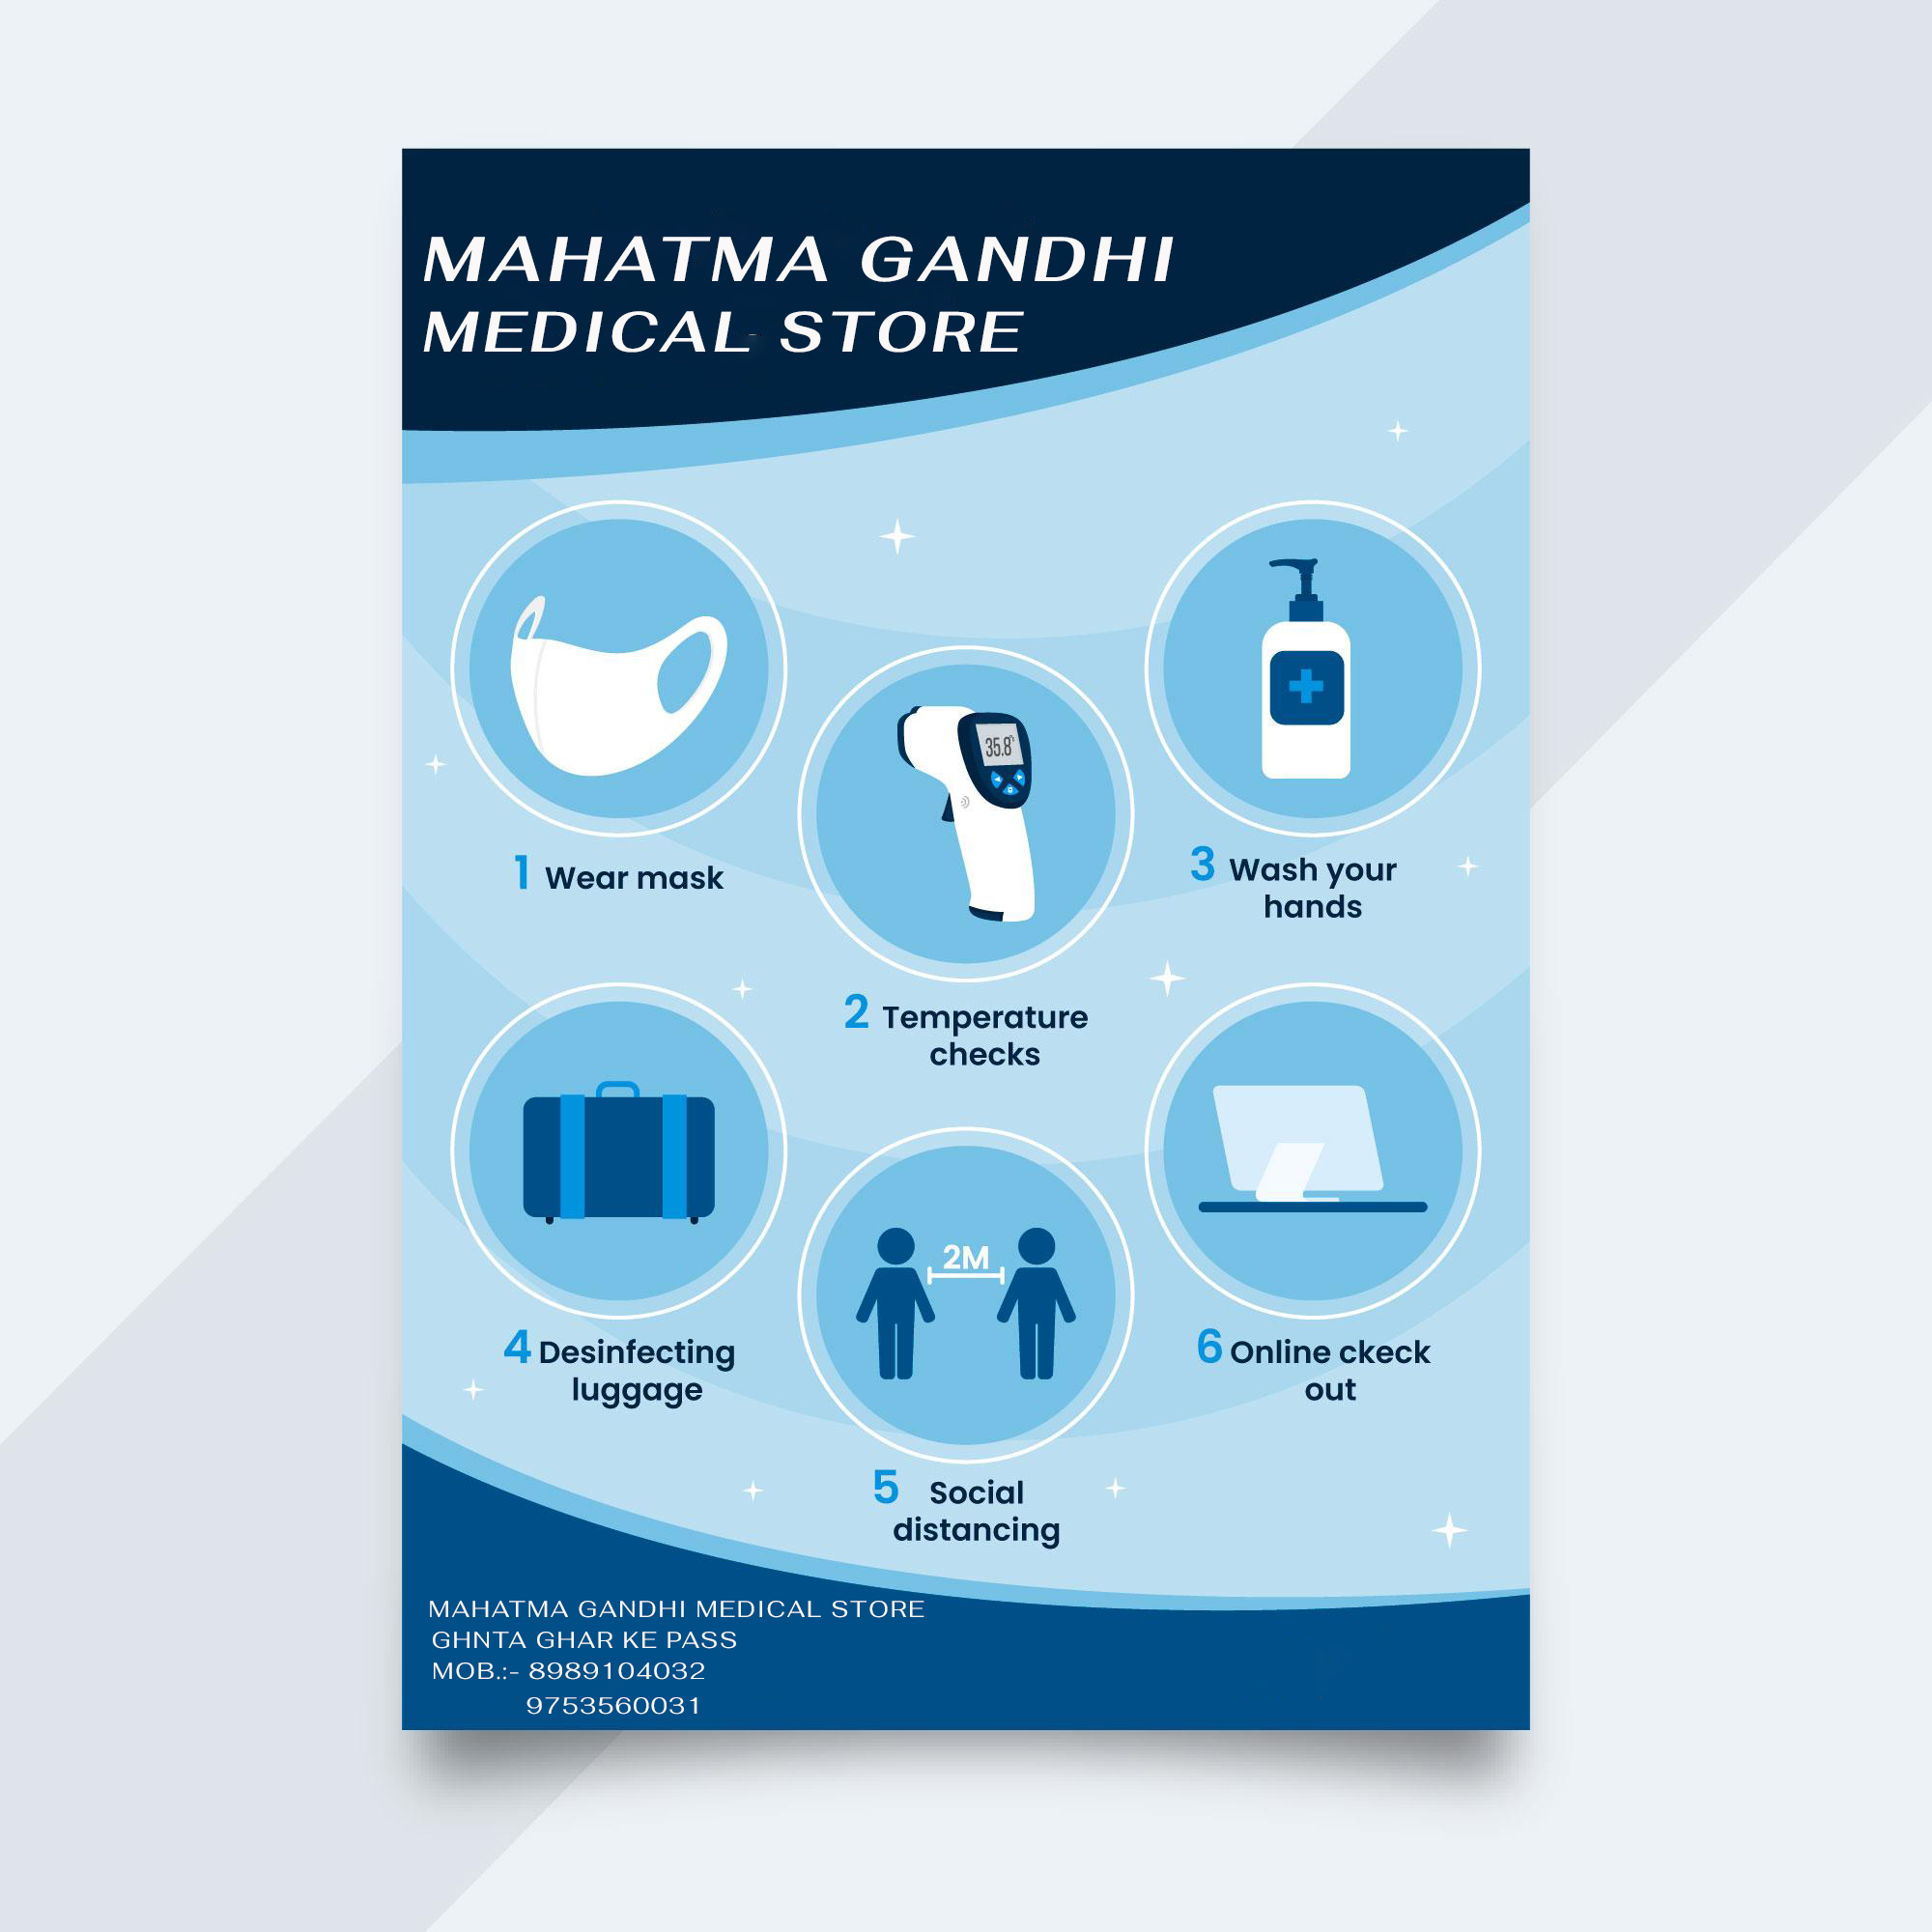 MAHATMA GANDHI
MEDICAL STORE
1 Wear mask
35.8°
2 Temperature
checks
3 Wash your
hands
4 Desinfecting
luggage
2M
5 Social
distancing
6 Online ckeck
out
MAHATMA GANDHI MEDICAL STORE
GHNTA GHAR KE PASS
MOB.:- 8989104032
9753560031